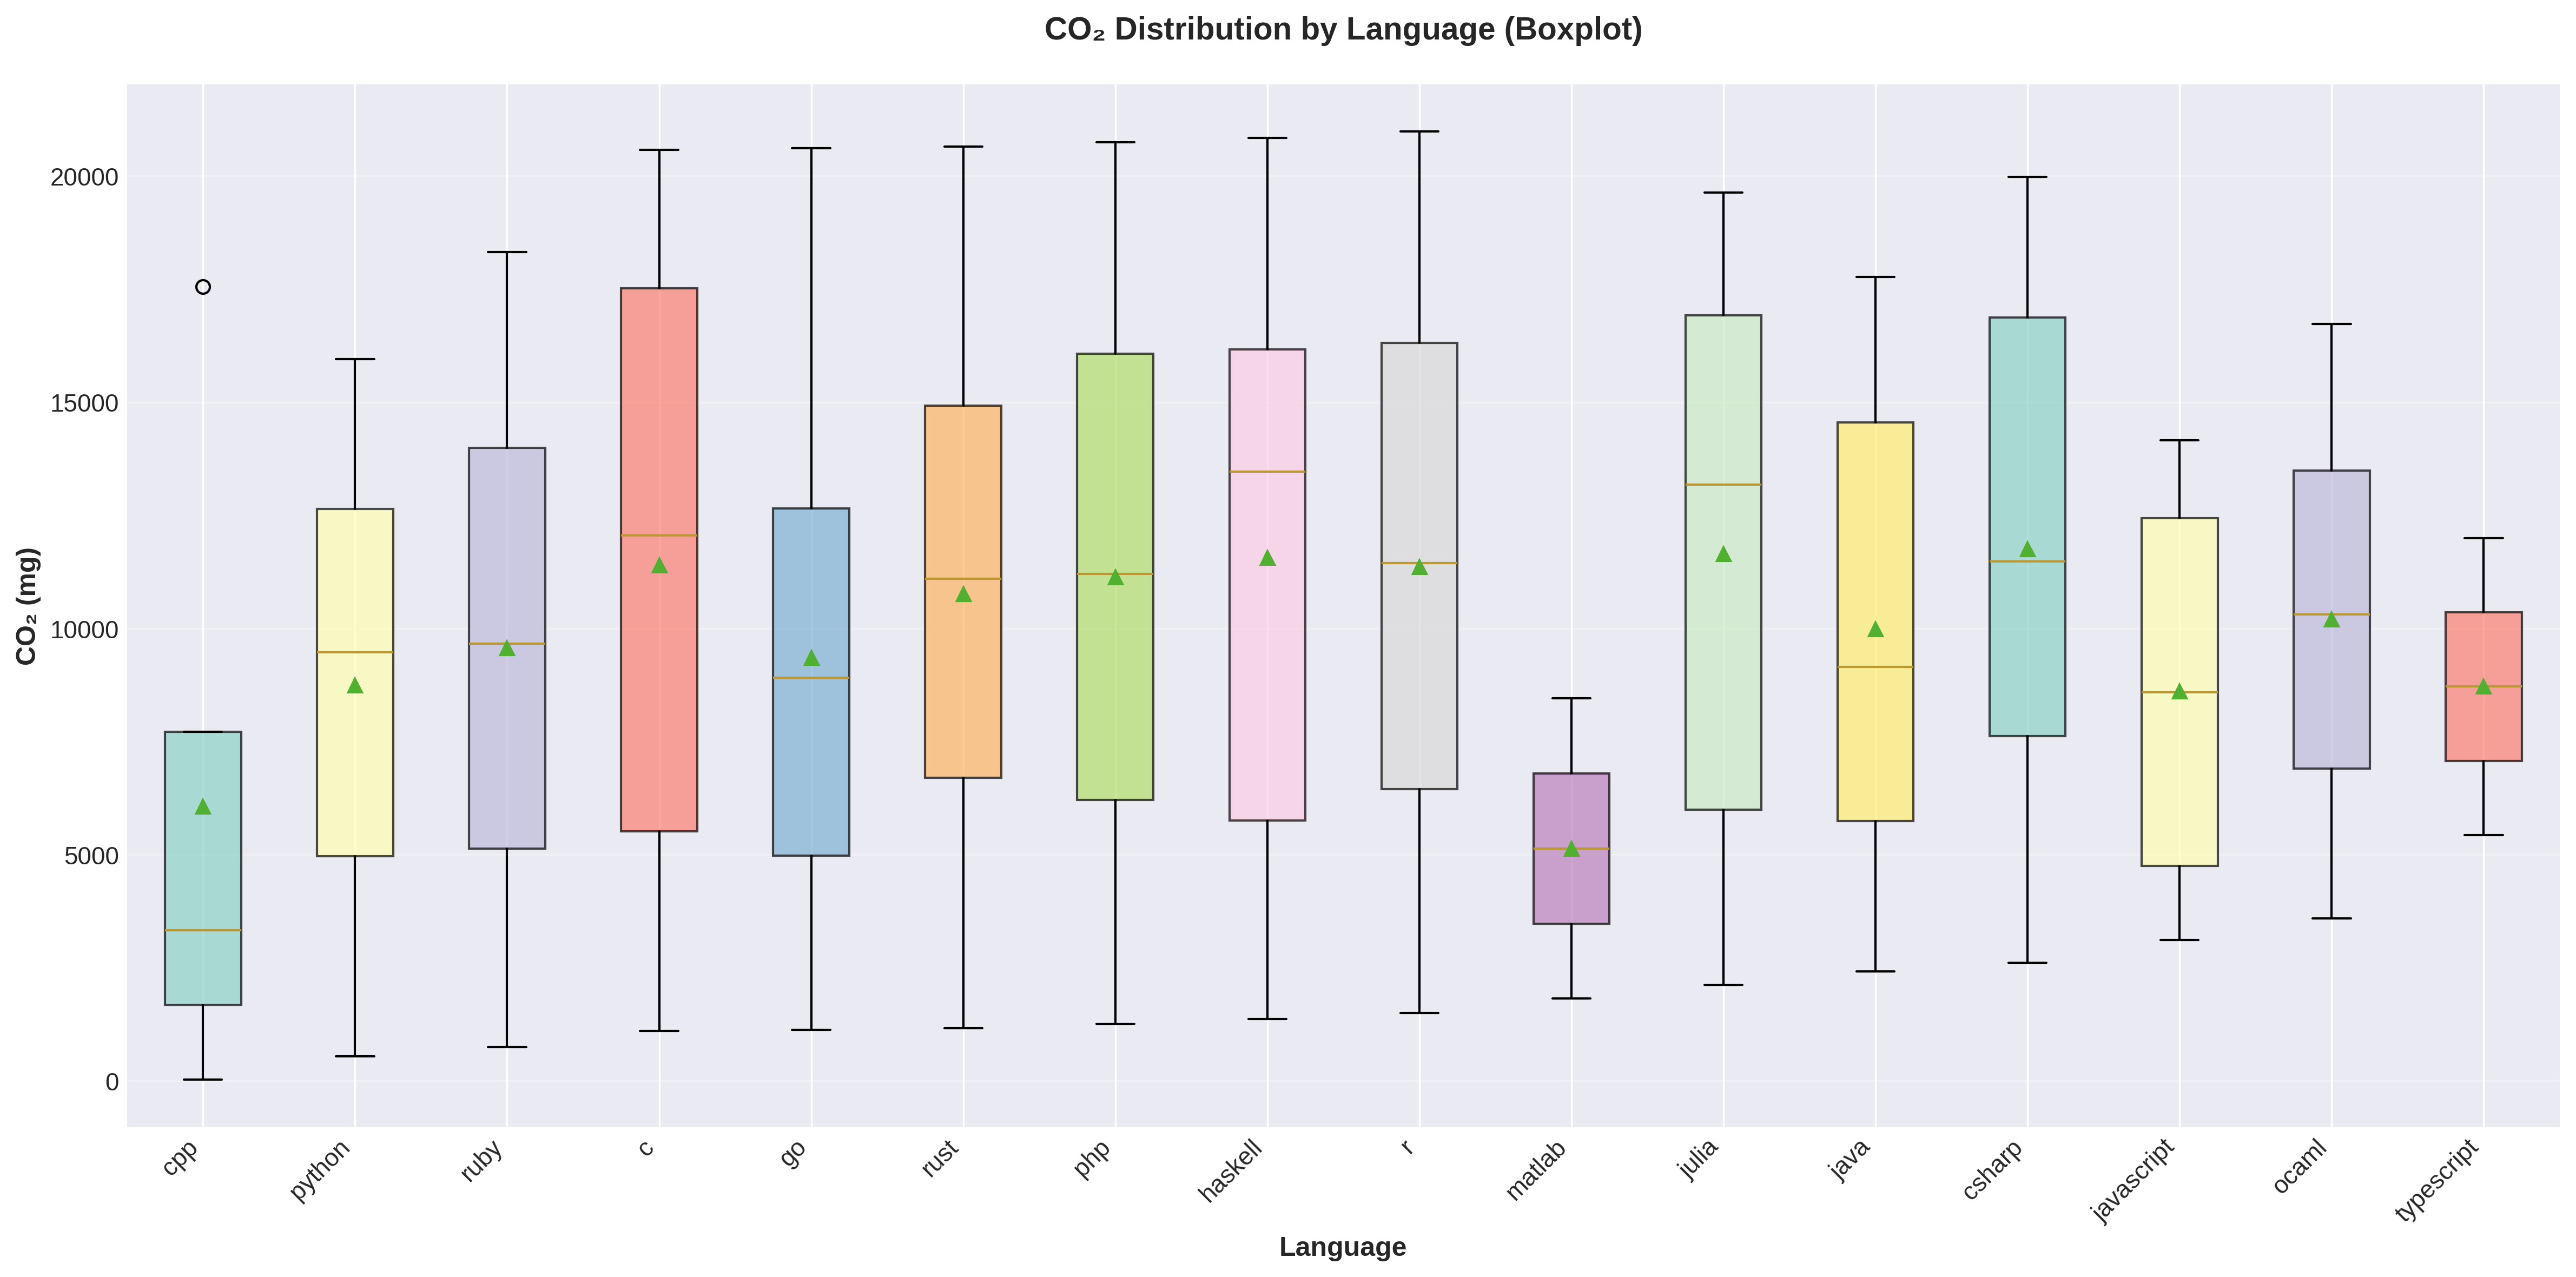 CO₂ Distribution by Language (Boxplot)
CO₂ (mg)
20000
15000
10000
5000
0
cpp
python
ruby
c
go
rust
php
haskell
r
matlab
julia
java
csharp
javascript
ocaml
typescript
Language